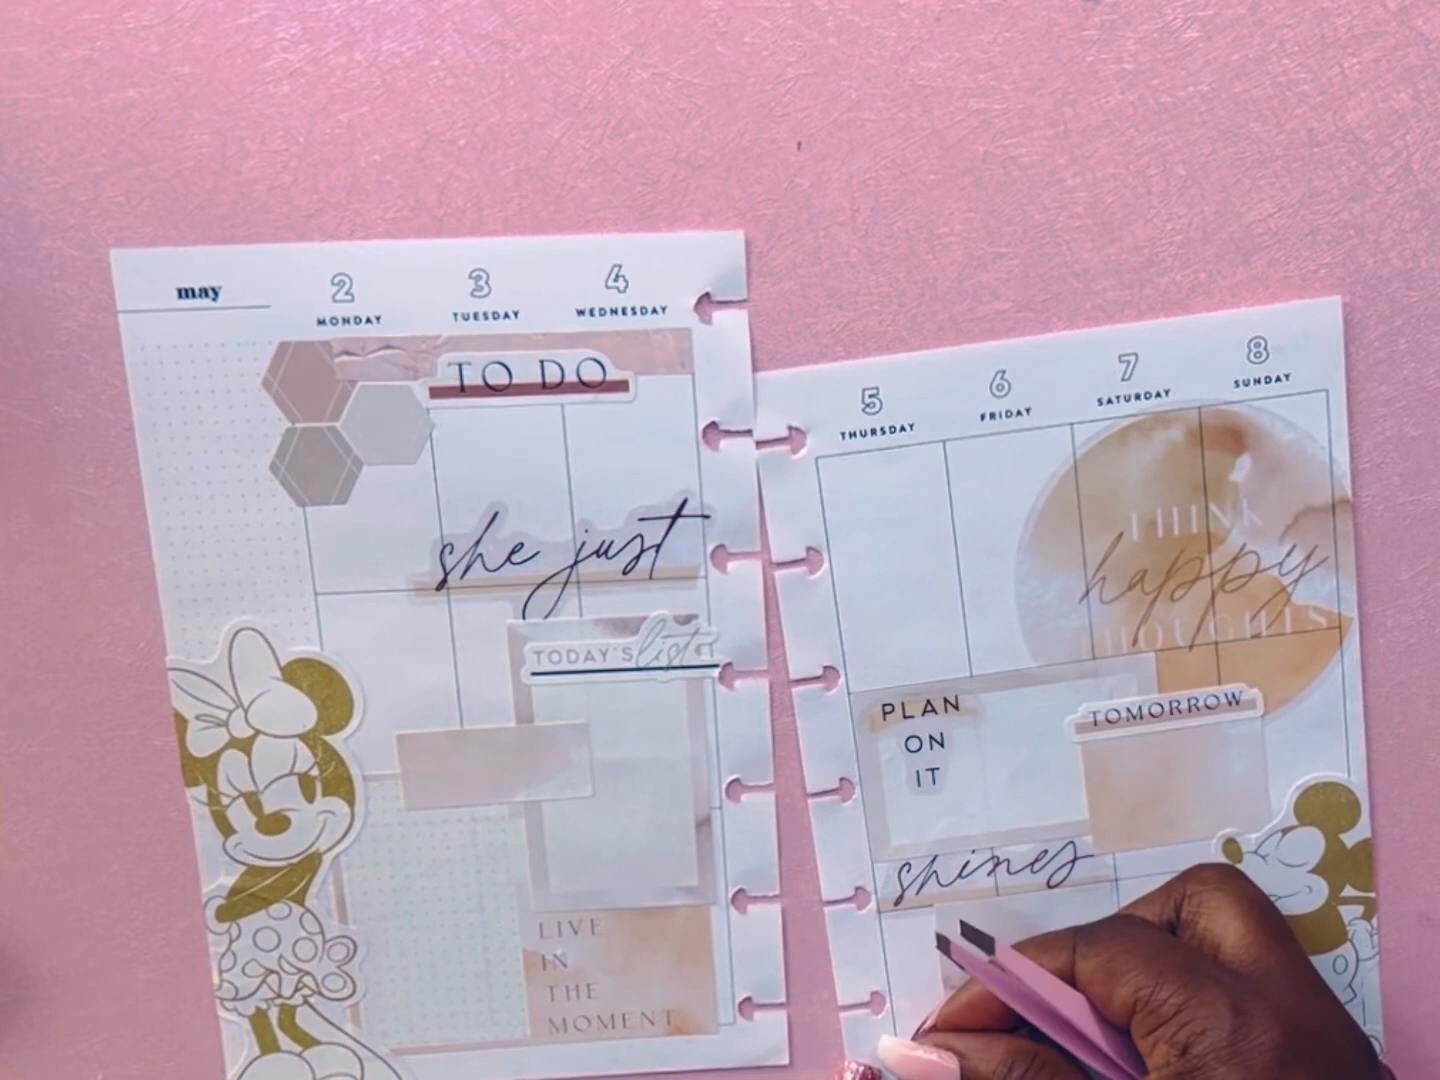 may
2 3 4
MONDAY TUESDAY WEDNESDAY
TO DO
she just
TODAY'S list
LIVE
IN
THE
MOMENT
5 6 7 8
THURSDAY FRIDAY SATURDAY SUNDAY
THINK
happy
THOUGHTS
PLAN
ON
IT
TOMORROW
shines